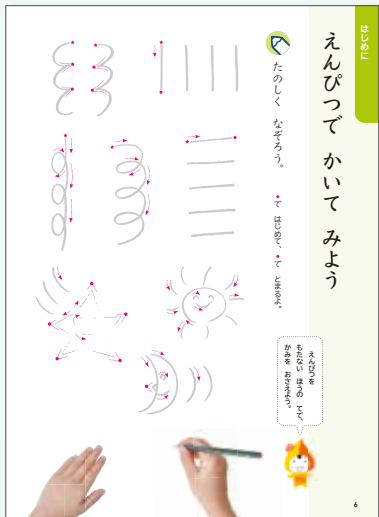 はじめに
えんぴつで かいて みよう
たのしく なぞろう。
★で はじめて、●で とまるよ。
えんぴつを
もたない ほうの てで、
かみを おさえよう。
6